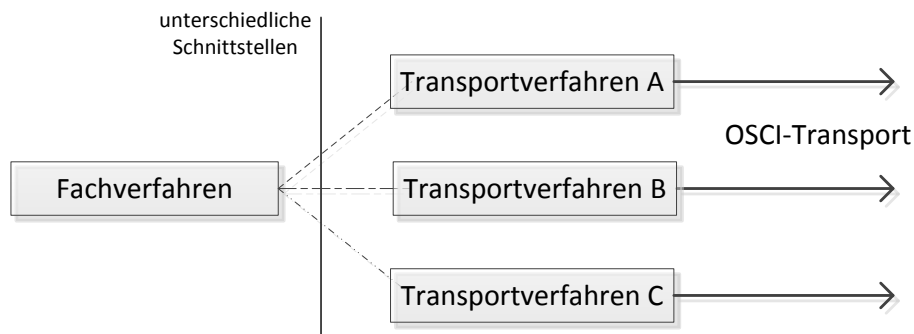 unterschiedliche
Schnittstellen
Transportverfahren A
OSCI-Transport
Fachverfahren
Transportverfahren B
Transportverfahren C